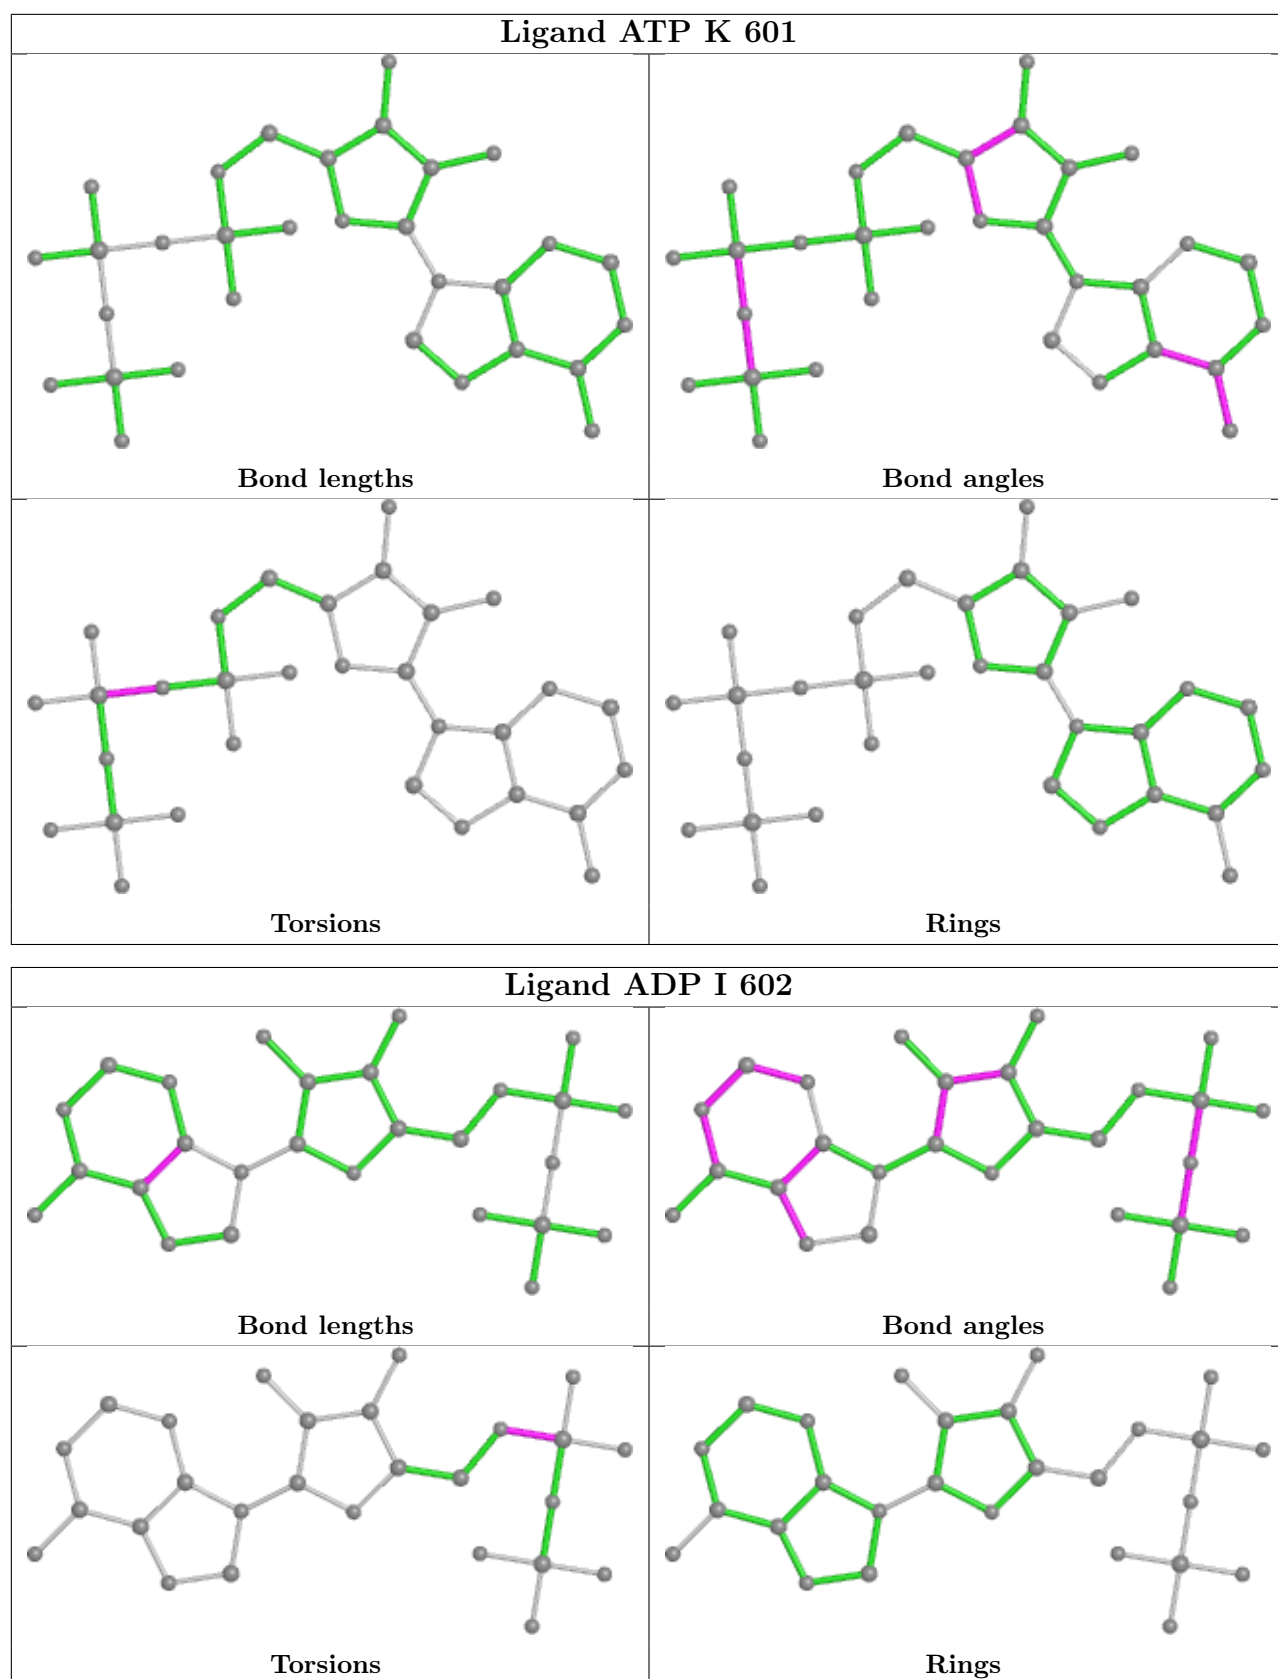 Ligand ATP K 601
Bond lengths
Bond angles
Torsions
Rings
Ligand ADP I 602
Bond lengths
Bond angles
Torsions
Rings